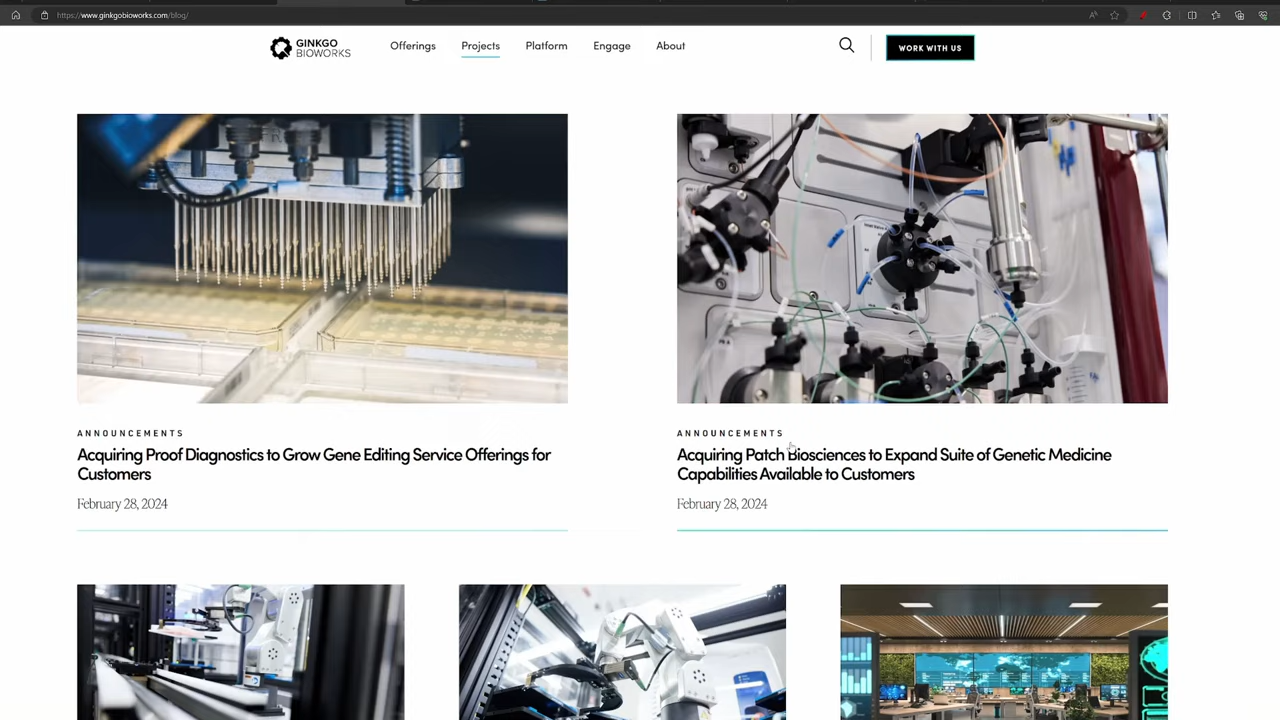 https://www.ginkgobioworks.com/blog/
GINKGO
BIOWORKS
Offerings
Projects
Platform
Engage
About
WORK WITH US
ANNOUNCEMENTS
Acquiring Proof Diagnostics to Grow Gene Editing Service Offerings for
Customers
February 28, 2024
ANNOUNCEMENTS
Acquiring Patch Biosciences to Expand Suite of Genetic Medicine
Capabilities Available to Customers
February 28, 2024